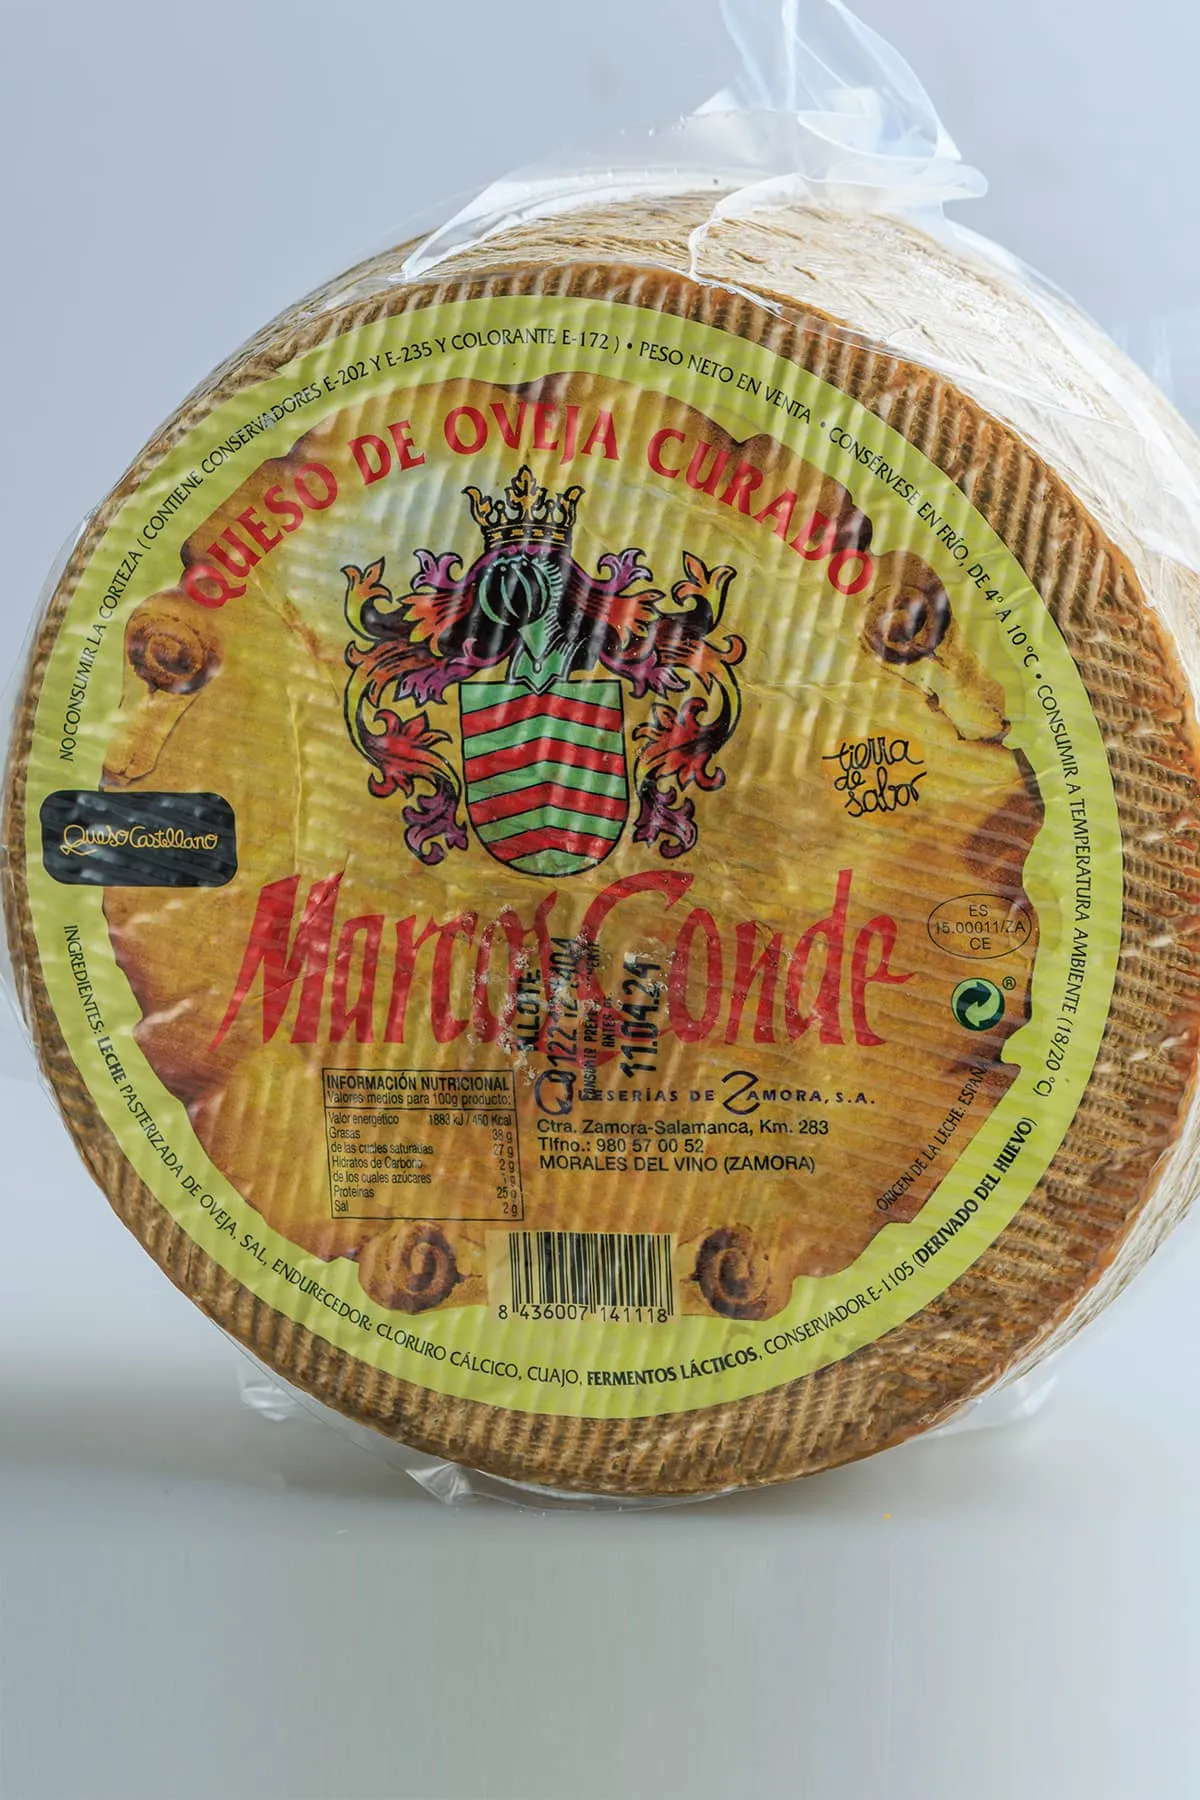 NO CONSUMIR LA CORTEZA ( CONTIENE CONSERVADORES E-202 Y E-235 Y COLORANTE E-172 ) • PESO NETO EN VENTA • CONSÉRVESE EN FRÍO, DE 4° A 10°C • CONSUMIR A TEMPERATURA AMBIENTE (18/20 °C)
QUESO DE OVEJA CURADO
tierra
de
sabor
Queso Castellano
Marcos Conde
ES
15.00011/ZA
CE
®
LOTE
0122
ANTES DE
11.04.24
INFORMACIÓN NUTRICIONAL
Valores medios para 100g producto:
Valor energético 1883 kJ / 450 Kcal
Grasas 38 g
de las cuales saturadas 27 g
Hidratos de Carbono 2 g
de los cuales azúcares g
Proteinas 25 g
Sal 2 g
QUESERÍAS DE ZAMORA, S.A.
Ctra. Zamora-Salamanca, Km. 283
Tlfno.: 980 57 00 52
MORALES DEL VINO (ZAMORA)
ORIGEN DE LA LECHE: ESPAÑA
8 436007 141118
INGREDIENTES: LECHE PASTERIZADA DE OVEJA, SAL, ENDURECEDOR: CLORURO CÁLCICO, CUAJO, FERMENTOS LÁCTICOS, CONSERVADOR E-1105 (DERIVADO DEL HUEVO)